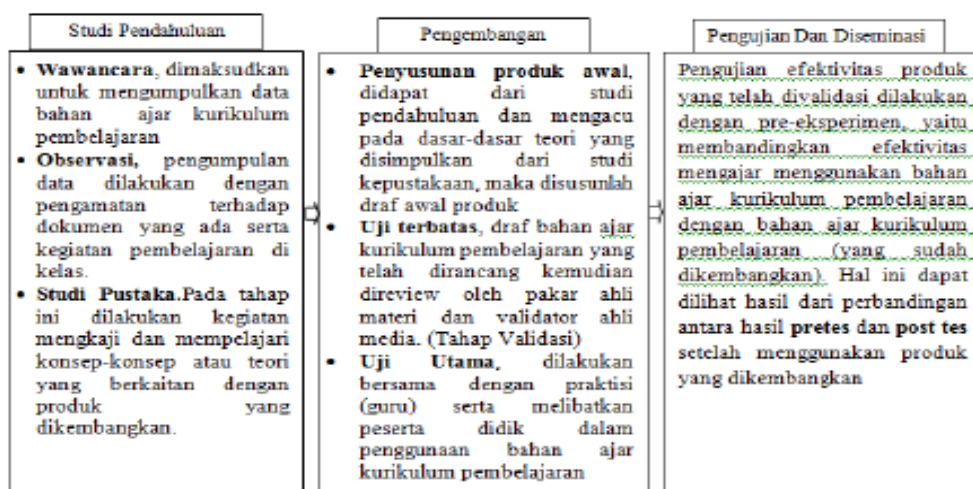 Studi Pendahuluan
• Wawancara, dimaksudkan
untuk mengumpulkan data
bahan ajar kurikulum
pembelajaran
• Observasi, pengumpulan
data dilakukan dengan
pengamatan terhadap
dokumen yang ada serta
kegiatan pembelajaran di
kelas.
• Studi Pustaka.Pada tahap
ini dilakukan kegiatan
mengkaji dan mempelajari
konsep-konsep atau teori
yang berkaitan dengan
produk yang
dikembangkan.
Pengembangan
• Penyusunan produk awal,
didapat dari studi
pendahuluan dan mengacu
pada dasar-dasar teori yang
disimpulkan dari studi
kepustakaan, maka disusunlah
draf awal produk
• Uji terbatas, draf bahan ajar
kurikulum pembelajaran yang
telah dirancang kemudian
direview oleh pakar ahli
materi dan validator ahli
media. (Tahap Validasi)
• Uji Utama, dilakukan
bersama dengan praktisi
(guru) serta melibatkan
peserta didik dalam
penggunaan bahan ajar
kurikulum pembelajaran
Pengujian Dan Diseminasi
Pengujian efektivitas produk
yang telah divalidasi dilakukan
dengan pre-eksperimen, yaitu
membandingkan efektivitas
mengajar menggunakan bahan
ajar kurikulum pembelajaran
dengan bahan ajar kurikulum
pembelajaran (yang sudah
dikembangkan). Hal ini dapat
dilihat hasil dari perbandingan
antara hasil pretes dan post tes
setelah menggunakan produk
yang dikembangkan